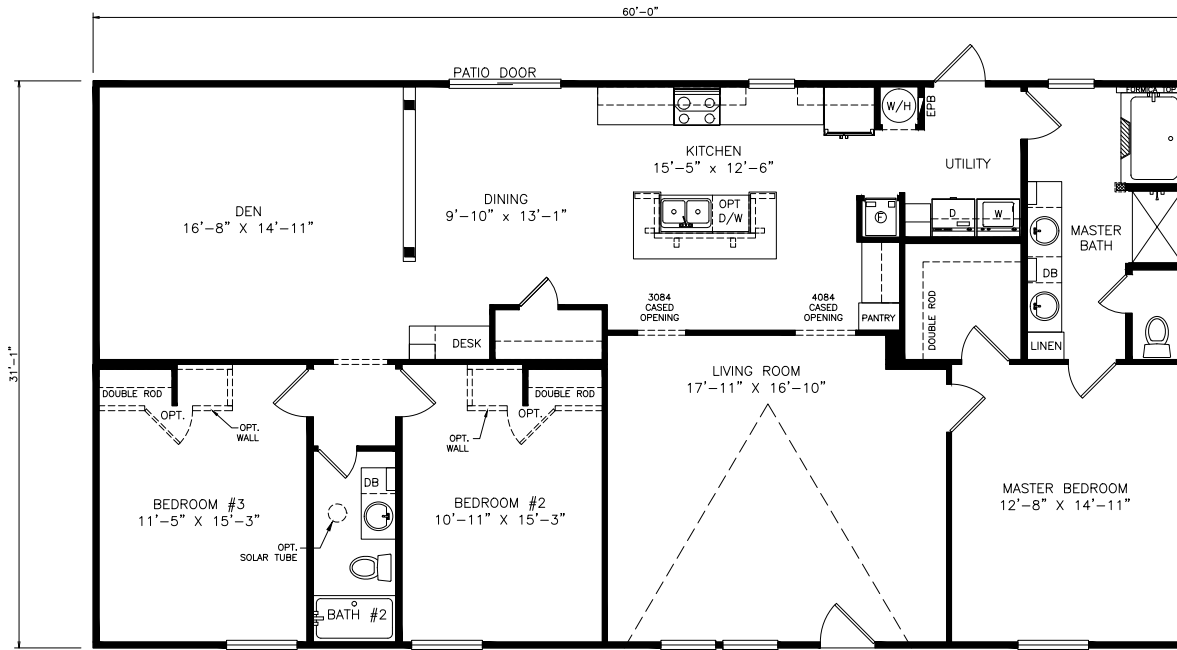 60'-0"
PATIO DOOR
FORMICA TOP
W/H
EPB
KITCHEN
15'-5" x 12'-6"
UTILITY
DINING
9'-10" x 13'-1"
DEN
16'-8" X 14'-11"
OPT
D/W
F
D
W
MASTER
BATH
DB
31'-1"
3084
CASED
OPENING
4084
CASED
OPENING
PANTRY
DOUBLE ROD
LINEN
DESK
LIVING ROOM
17'-11" X 16'-10"
DOUBLE ROD
OPT.
OPT.
WALL
DOUBLE ROD
OPT.
OPT.
WALL
DB
BEDROOM #3
11'-5" X 15'-3"
BEDROOM #2
10'-11" X 15'-3"
MASTER BEDROOM
12'-8" X 14'-11"
OPT.
SOLAR TUBE
BATH #2